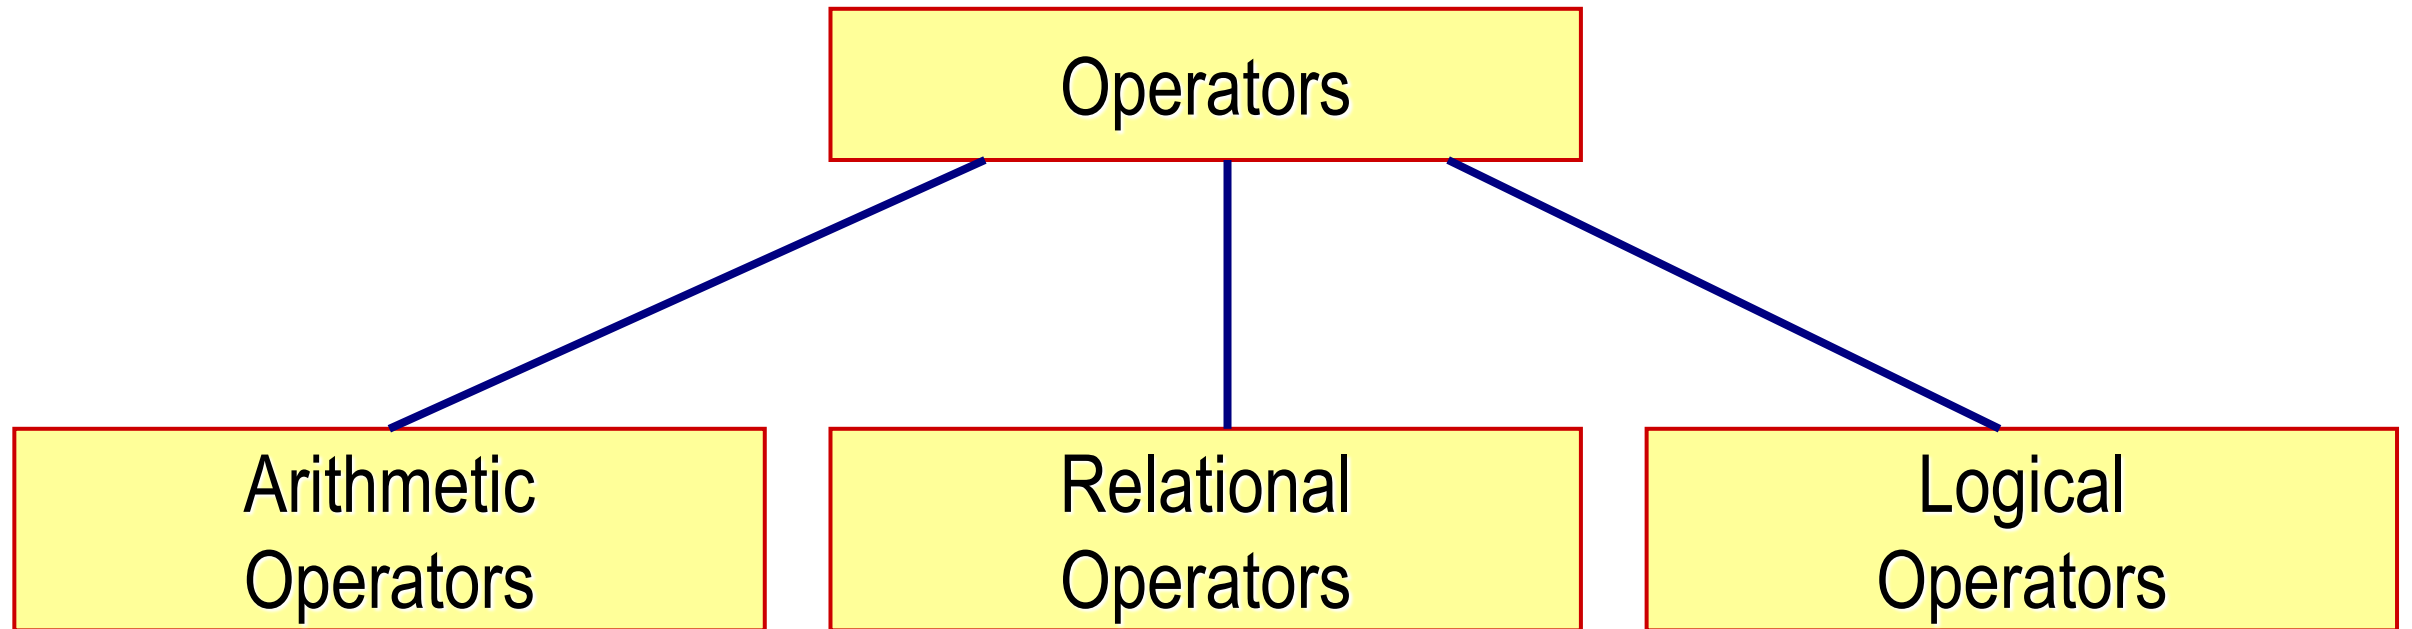 Operators
Arithmetic
Operators
Relational
Operators
Logical
Operators